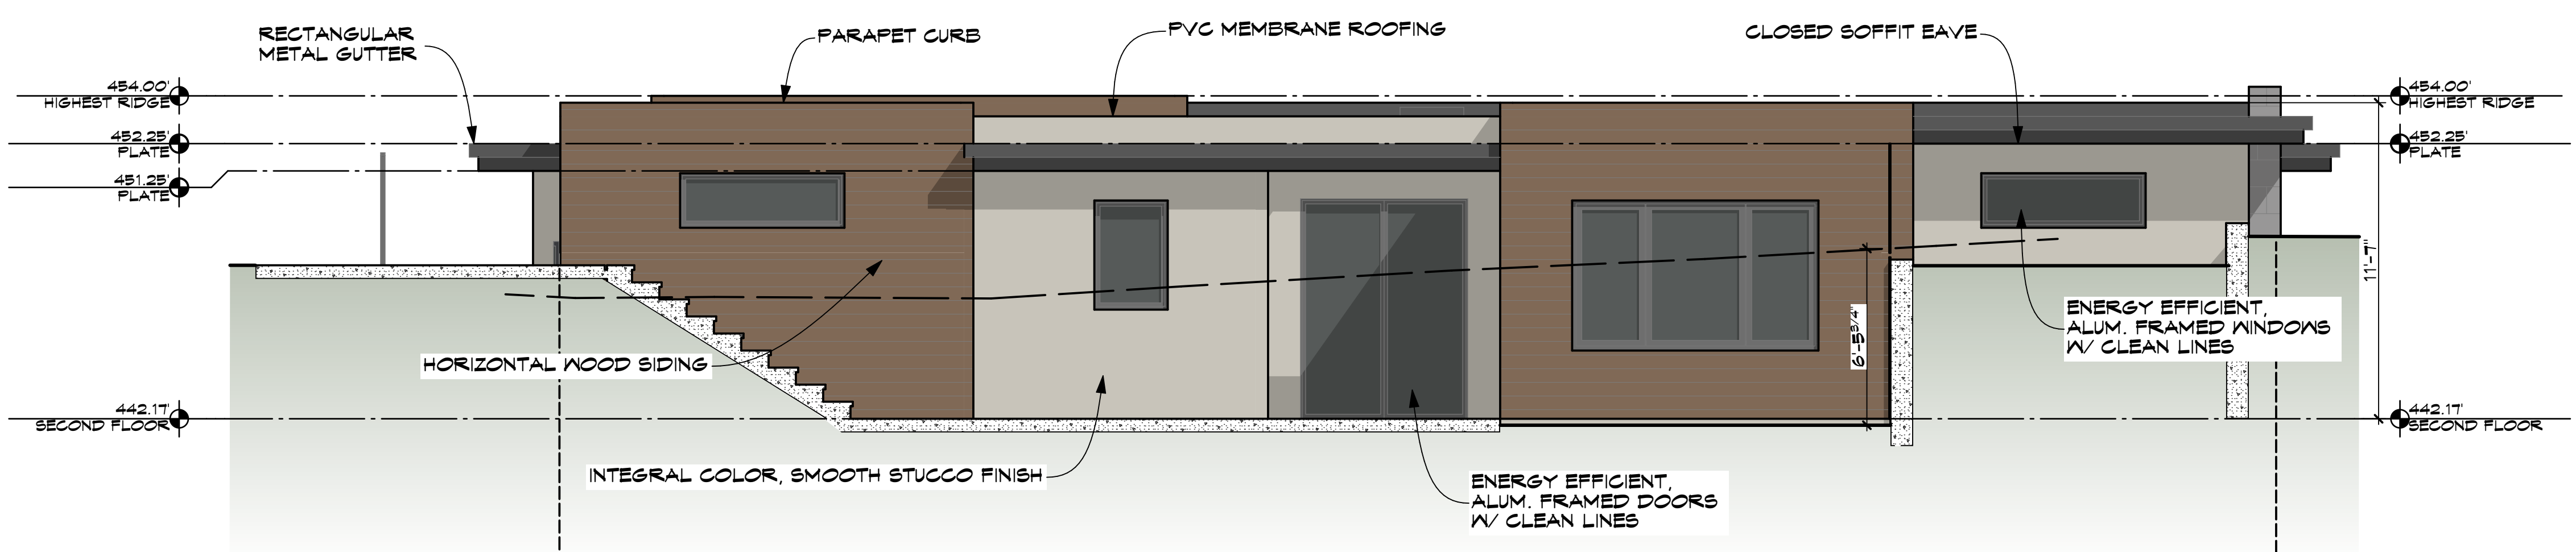 RECTANGULAR
METAL GUTTER
PARAPET CURB
PVC MEMBRANE ROOFING
CLOSED SOFFIT EAVE
454.00'
HIGHEST RIDGE
454.00'
HIGHEST RIDGE
452.25'
PLATE
452.25'
PLATE
451.25'
PLATE
11'-7"
6'-5 3/4"
ENERGY EFFICIENT,
ALUM. FRAMED WINDOWS
W/ CLEAN LINES
HORIZONTAL WOOD SIDING
442.17'
SECOND FLOOR
442.17'
SECOND FLOOR
INTEGRAL COLOR, SMOOTH STUCCO FINISH
ENERGY EFFICIENT,
ALUM. FRAMED DOORS
W/ CLEAN LINES